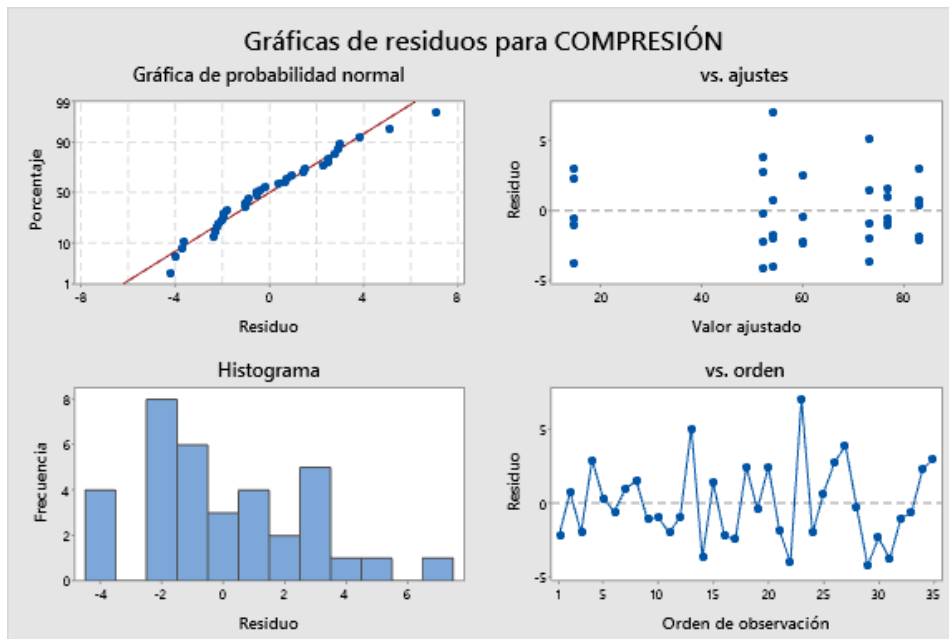 Gráficas de residuos para COMPRESIÓN
Gráfica de probabilidad normal
99
90
50
10
1
Porcentaje
-8 -4 0 4 8
Residuo
vs. ajustes
5
0
-5
Residuo
20 40 60 80
Valor ajustado
Histograma
8
6
4
2
0
Frecuencia
-4 -2 0 2 4 6
Residuo
vs. orden
5
0
-5
Residuo
1 5 10 15 20 25 30 35
Orden de observación